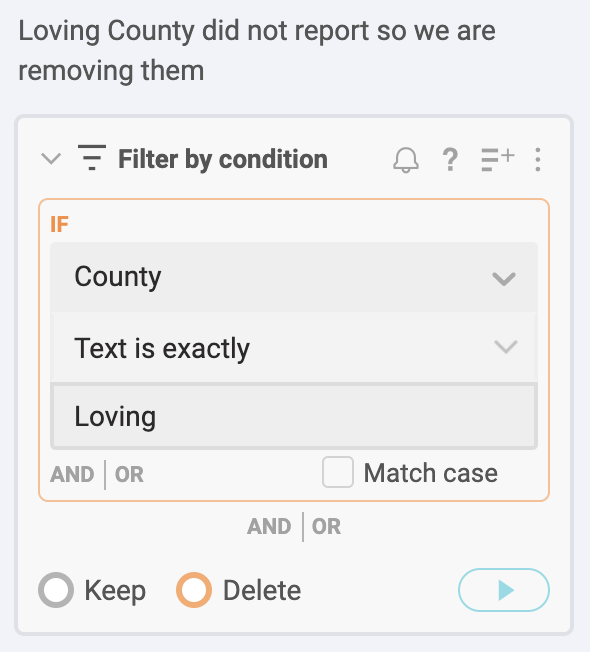 Loving County did not report so we are
removing them
Filter by condition ?
IF
County
Text is exactly
Loving
AND | OR Match case
AND | OR
Keep Delete